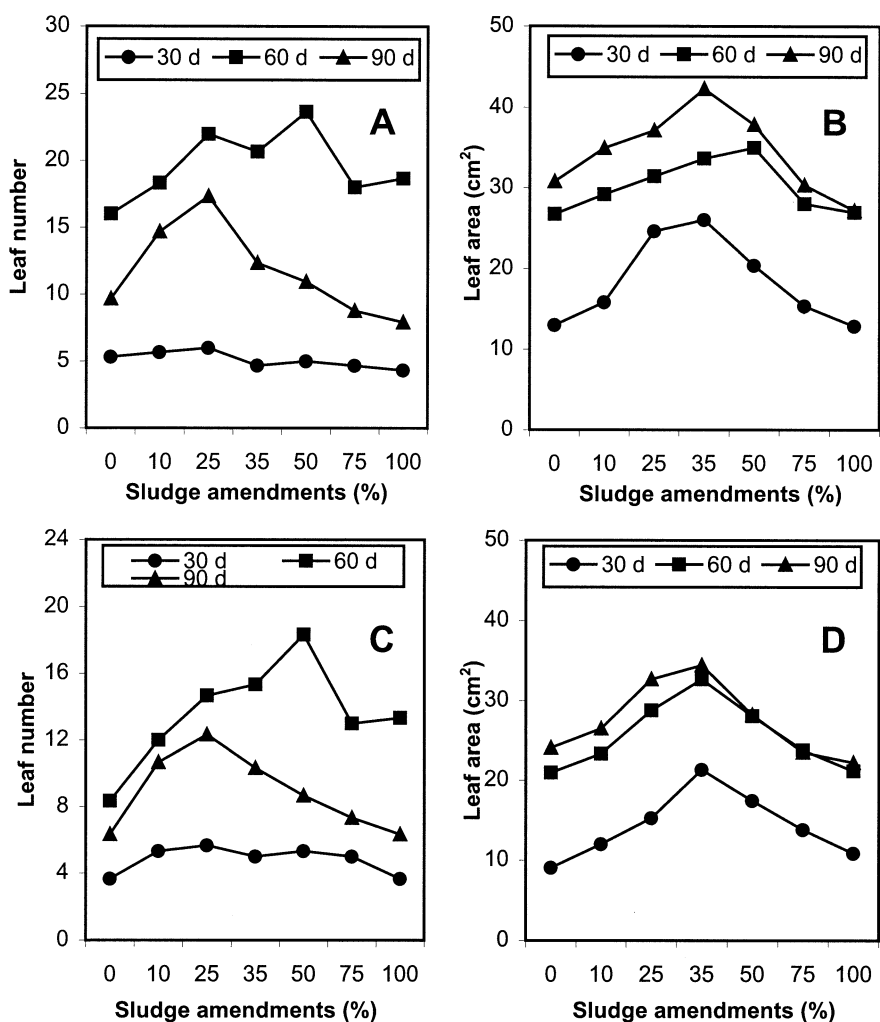 30
30 d 60 d 90 d
25
A
20
15
10
5
0
Leaf number
0 10 25 35 50 75 100
Sludge amendments (%)
50
30 d 60 d 90 d
40
B
30
20
10
0
Leaf area (cm²)
0 10 25 35 50 75 100
Sludge amendments (%)
24
30 d 60 d
90 d
20
C
16
12
8
4
0
Leaf number
0 10 25 35 50 75 100
Sludge amendments (%)
50
30 d 60 d 90 d
40
D
30
20
10
0
Leaf area (cm²)
0 10 25 35 50 75 100
Sludge amendments (%)